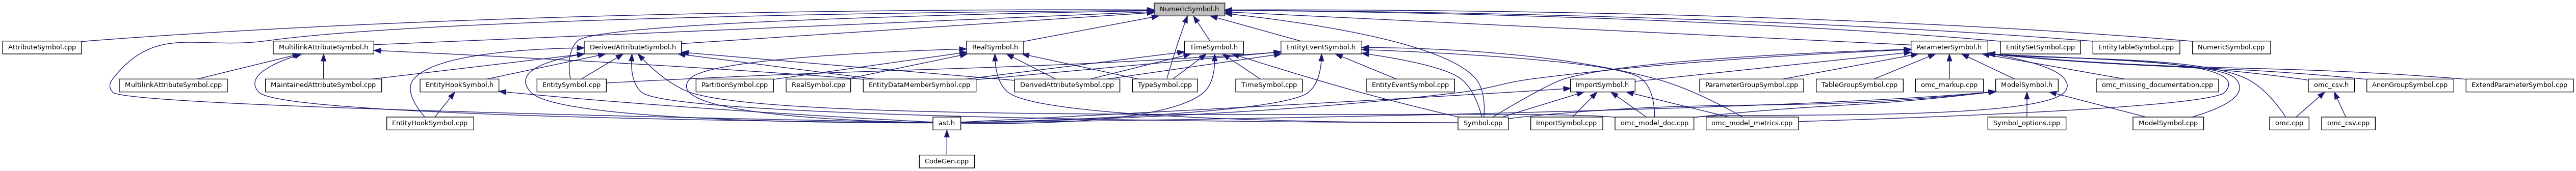 NumericSymbol.h
AttributeSymbol.cpp
MultilinkAttributeSymbol.h
DerivedAttributeSymbol.h
RealSymbol.h
TimeSymbol.h
EntityEventSymbol.h
ParameterSymbol.h
EntitySetSymbol.cpp
EntityTableSymbol.cpp
NumericSymbol.cpp
MultilinkAttributeSymbol.cpp
MaintainedAttributeSymbol.cpp
EntityHookSymbol.h
EntitySymbol.cpp
PartitionSymbol.cpp
RealSymbol.cpp
EntityDataMemberSymbol.cpp
DerivedAttributeSymbol.cpp
TypeSymbol.cpp
TimeSymbol.cpp
EntityEventSymbol.cpp
ImportSymbol.h
ParameterGroupSymbol.cpp
TableGroupSymbol.cpp
omc_markup.cpp
ModelSymbol.h
omc_missing_documentation.cpp
omc_csv.h
AnonGroupSymbol.cpp
ExtendParameterSymbol.cpp
EntityHookSymbol.cpp
ast.h
Symbol.cpp
ImportSymbol.cpp
omc_model_doc.cpp
omc_model_metrics.cpp
Symbol_options.cpp
ModelSymbol.cpp
omc.cpp
omc_csv.cpp
CodeGen.cpp